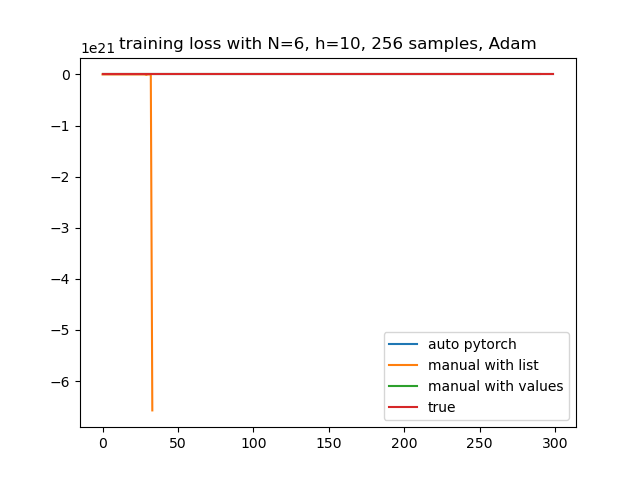 training loss with N=6, h=10, 256 samples, Adam
1e21
0
−1
−2
−3
−4
−5
−6
0 50 100 150 200 250 300
auto pytorch
manual with list
manual with values
true